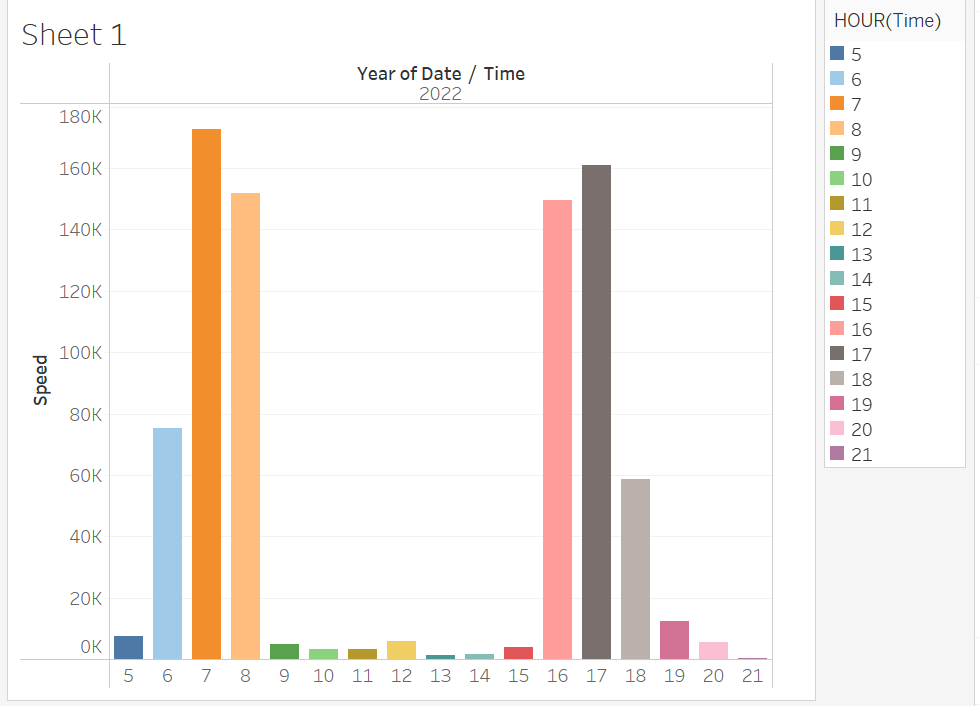 Sheet 1
Year of Date / Time
2022
180K
160K
140K
120K
100K
80K
60K
40K
20K
0K
Speed
5 6 7 8 9 10 11 12 13 14 15 16 17 18 19 20 21
HOUR(Time)
5
6
7
8
9
10
11
12
13
14
15
16
17
18
19
20
21